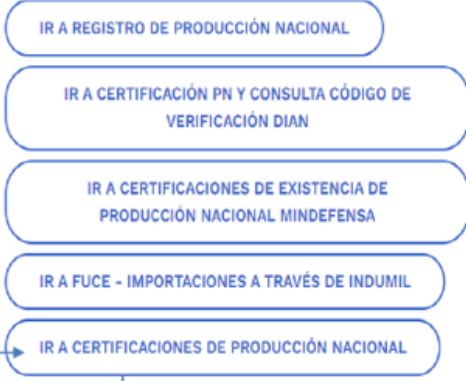 IR A REGISTRO DE PRODUCCIÓN NACIONAL
IR A CERTIFICACIÓN PN Y CONSULTA CÓDIGO DE
VERIFICACIÓN DIAN
IR A CERTIFICACIONES DE EXISTENCIA DE
PRODUCCIÓN NACIONAL MINDEFENSA
IR A FUCE – IMPORTACIONES A TRAVÉS DE INDUMIL
IR A CERTIFICACIONES DE PRODUCCIÓN NACIONAL